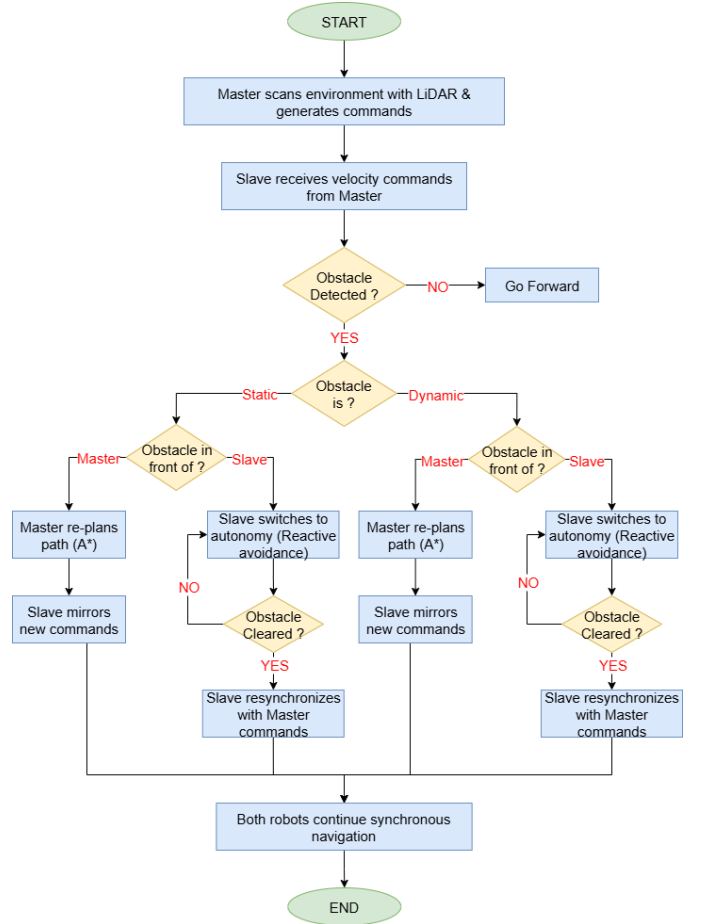 START
Master scans environment with LiDAR &
generates commands
Slave receives velocity commands
from Master
Obstacle
Detected ?
NO
Go Forward
YES
Obstacle
is ?
Static
Dynamic
Obstacle in
front of ?
Master
Slave
Obstacle in
front of ?
Master
Slave
Master re-plans
path (A*)
Slave switches to
autonomy (Reactive
avoidance)
Master re-plans
path (A*)
Slave switches to
autonomy (Reactive
avoidance)
NO
NO
Slave mirrors
new commands
Obstacle
Cleared ?
Slave mirrors
new commands
Obstacle
Cleared ?
YES
YES
Slave resynchronizes
with Master
commands
Slave resynchronizes
with Master
commands
Both robots continue synchronous
navigation
END